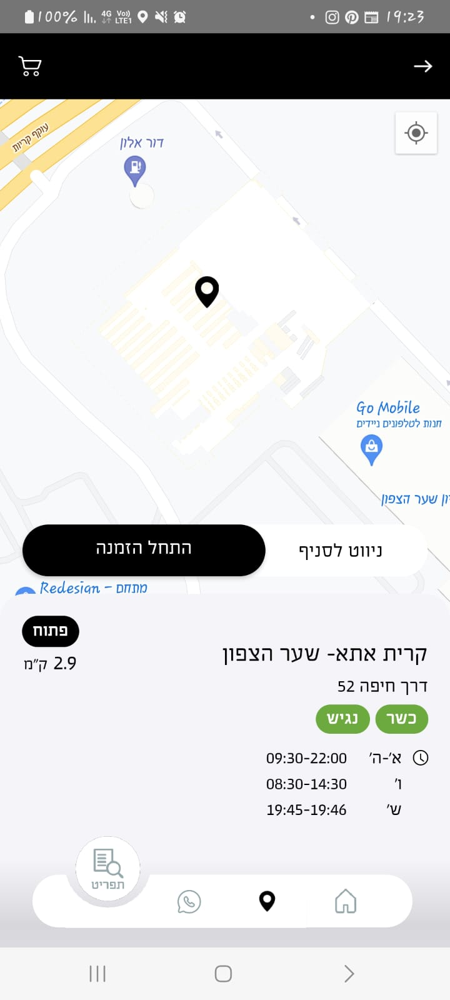 100% 4G Vo)) LTE1 19:23
עוקף קריות
דור אלון
Go Mobile
חנות לטלפונים ניידים
יון שער הצפון
ניווט לסניף
התחל הזמנה
Redesign – מתחם
פתוח
קרית אתא- שער הצפון
2.9 ק"מ
דרך חיפה 52
כשר נגיש
א'-ה' 09:30-22:00
ו' 08:30-14:30
ש' 19:45-19:46
תפריט